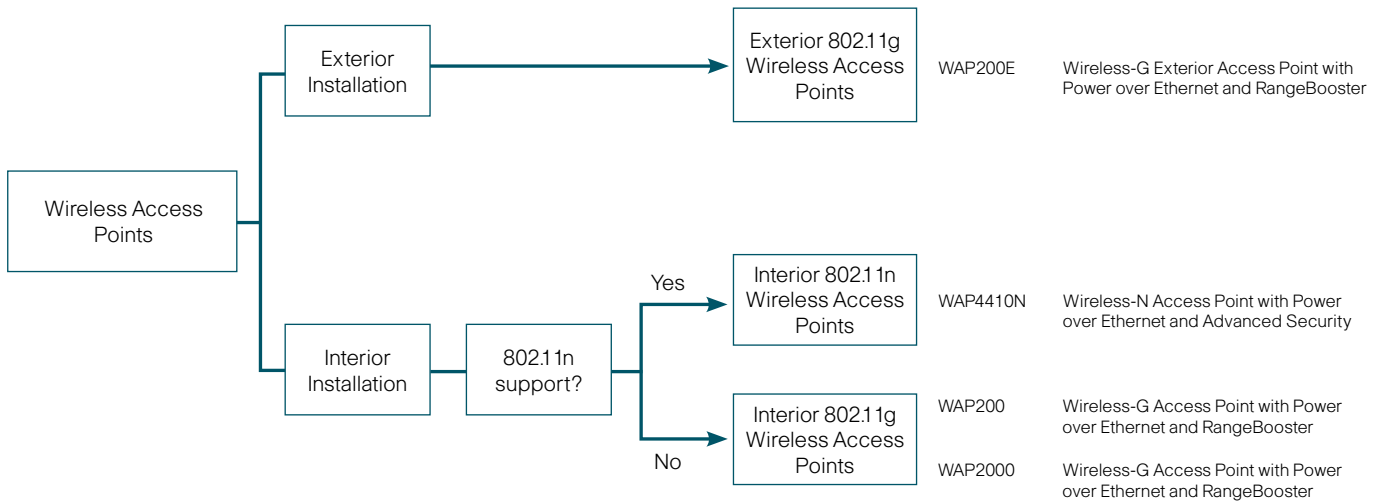 Exterior
Installation
Exterior 802.11g
Wireless Access
Points
WAP200E
Wireless-G Exterior Access Point with
Power over Ethernet and RangeBooster
Wireless Access
Points
Interior
Installation
802.11n
support?
Yes
Interior 802.11n
Wireless Access
Points
WAP4410N
Wireless-N Access Point with Power
over Ethernet and Advanced Security
No
Interior 802.11g
Wireless Access
Points
WAP200
Wireless-G Access Point with Power
over Ethernet and RangeBooster
WAP2000
Wireless-G Access Point with Power
over Ethernet and RangeBooster